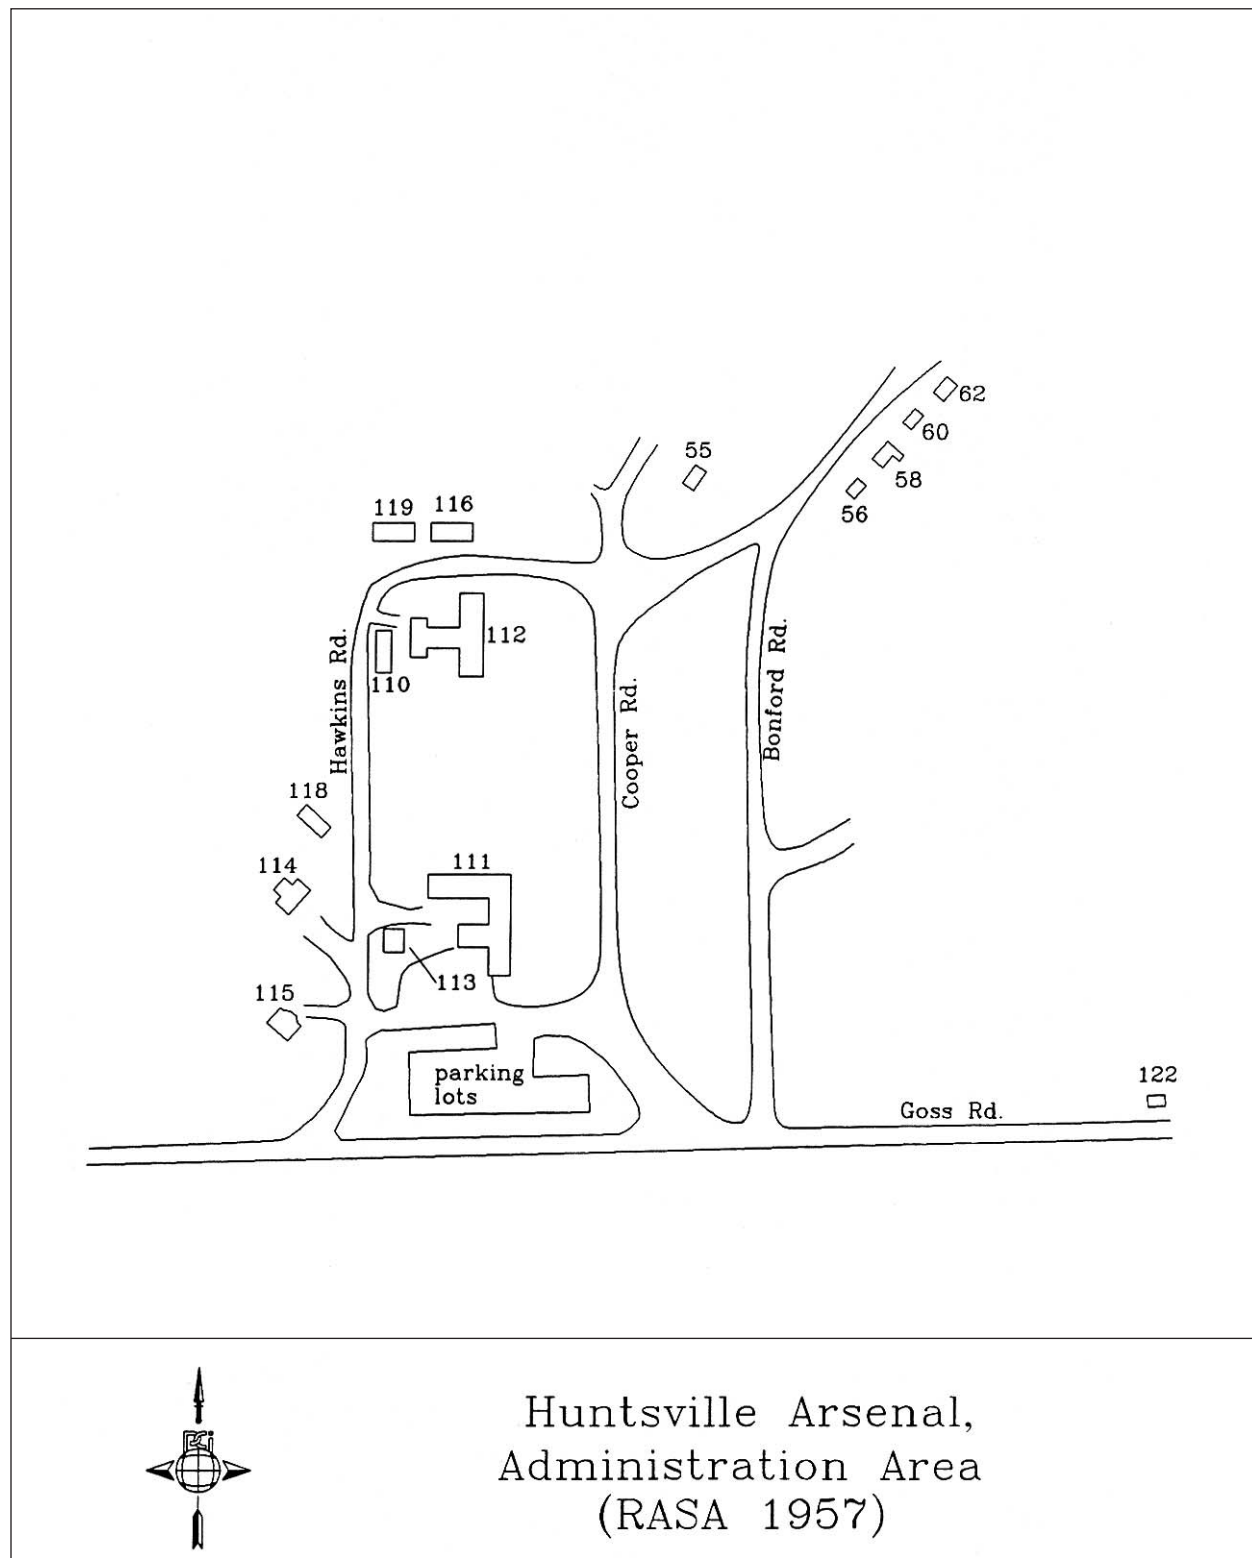 62
60
55
58
56
119 116
112
110
Hawkins Rd.
Cooper Rd.
Bonford Rd.
118
114
111
113
115
parking
lots
122
Goss Rd.
Huntsville Arsenal,
Administration Area
(RASA 1957)